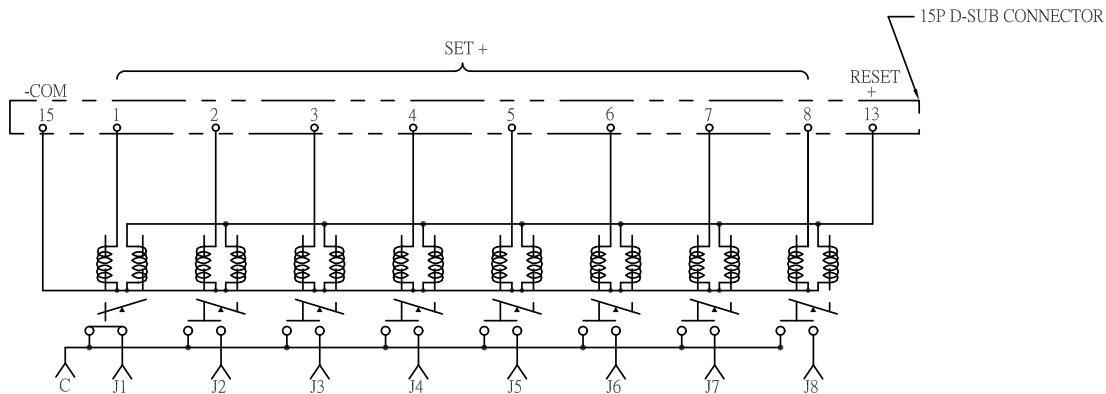 15P D-SUB CONNECTOR
SET +
-COM
RESET
+
15 1 2 3 4 5 6 7 8 13
C J1 J2 J3 J4 J5 J6 J7 J8